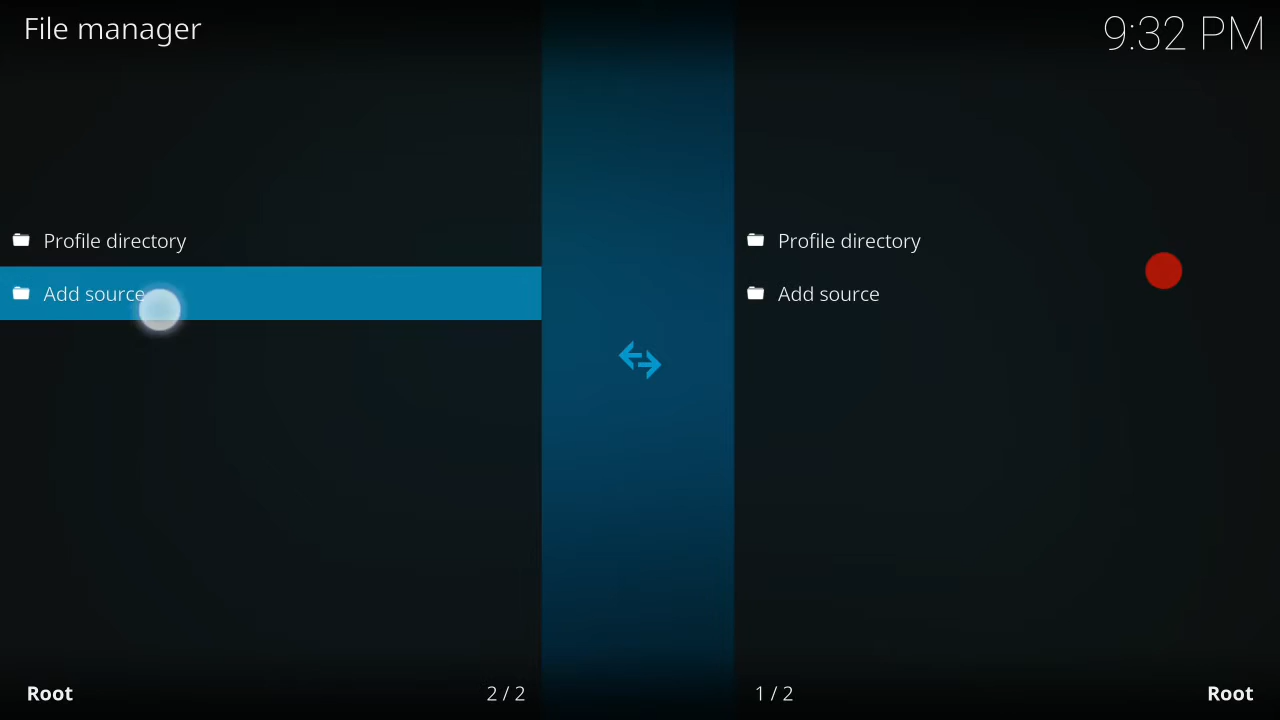 File manager
9:32 PM
Profile directory
Add source
Profile directory
Add source
Root
2 / 2
1 / 2
Root